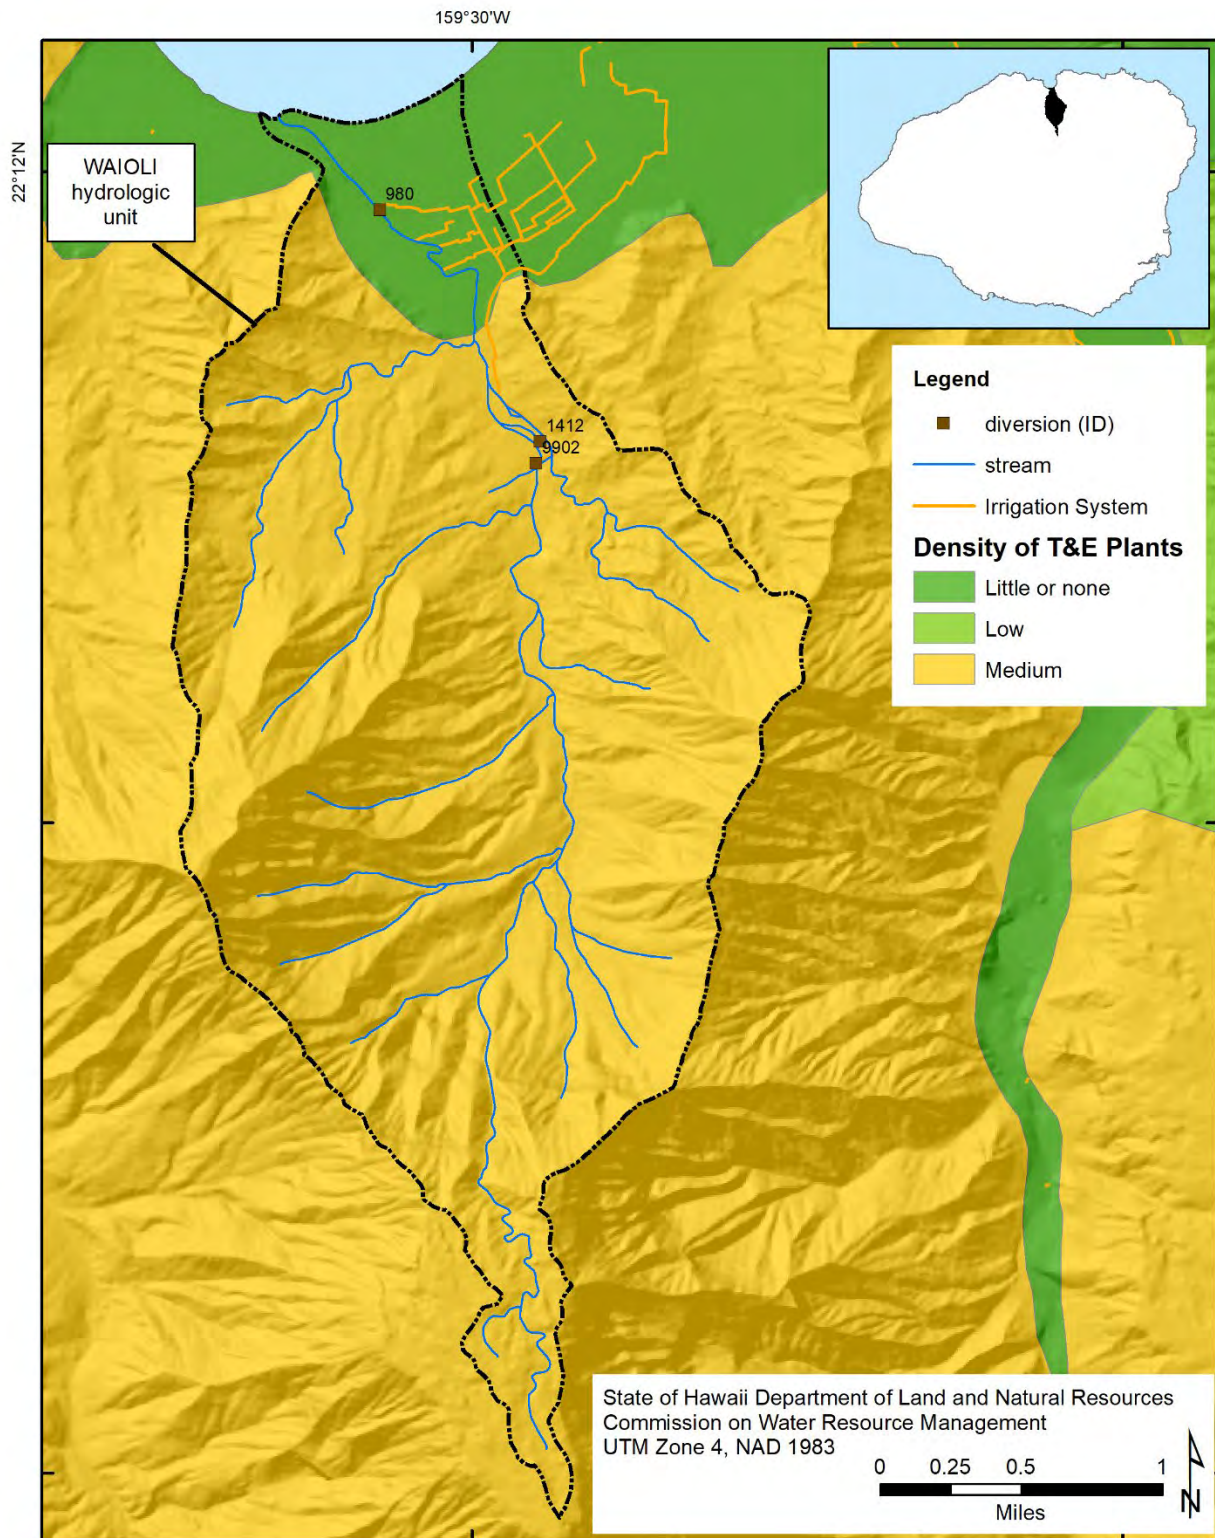 159°30'W
22°12'N
WAIOLI
hydrologic
unit
980
1412
9902
Legend
diversion (ID)
stream
Irrigation System
Density of T&E Plants
Little or none
Low
Medium
State of Hawaii Department of Land and Natural Resources
Commission on Water Resource Management
UTM Zone 4, NAD 1983
0 0.25 0.5 1
Miles
N